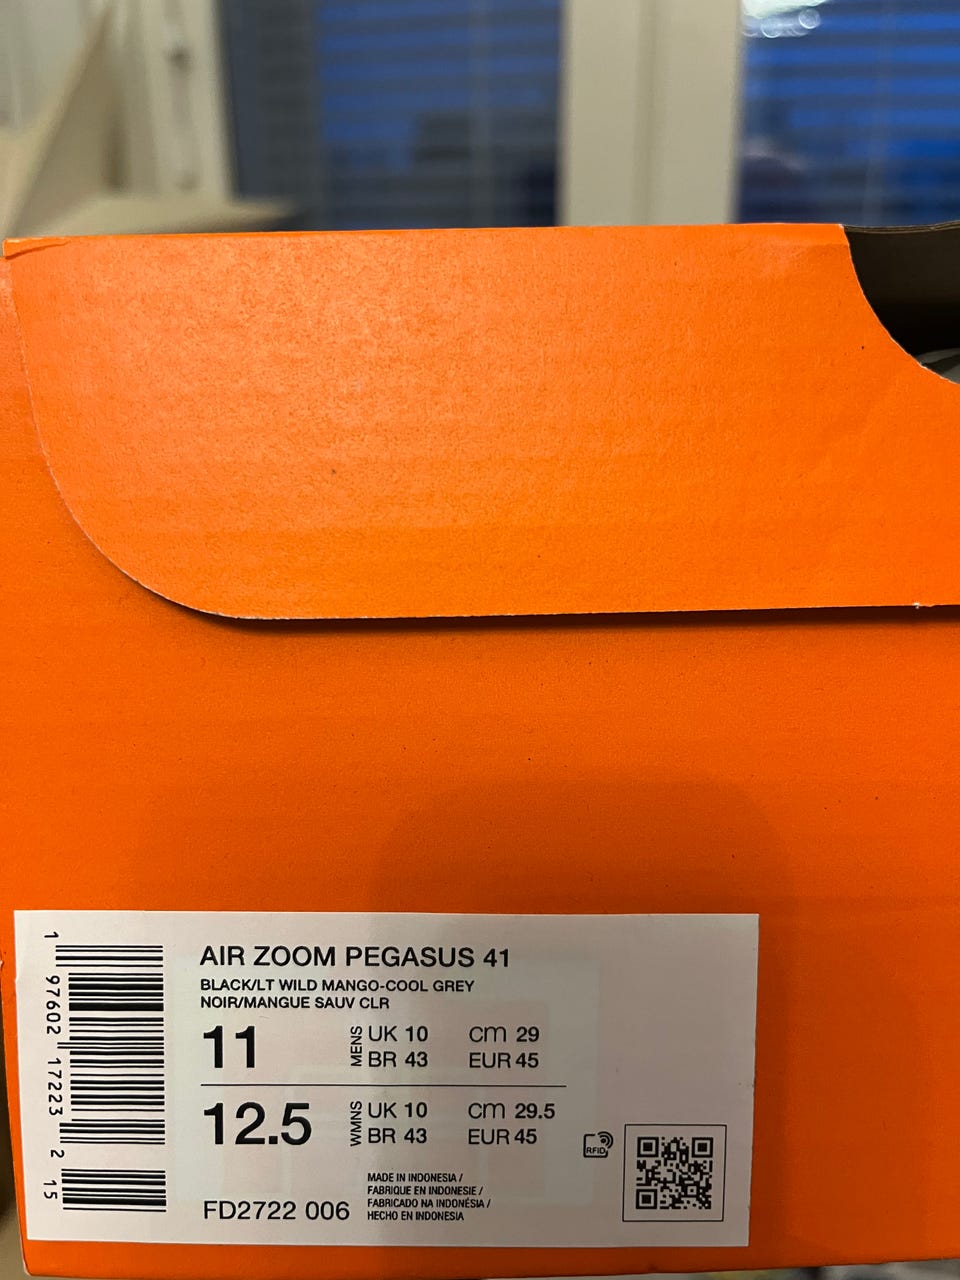 AIR ZOOM PEGASUS 41
BLACK/LT WILD MANGO-COOL GREY
NOIR/MANGUE SAUV CLR
11 MENS UK 10 cm 29
BR 43 EUR 45
12.5 WMNS UK 10 cm 29.5
BR 43 EUR 45
RFID
FD2722 006
MADE IN INDONESIA /
FABRIQUE EN INDONESIE /
FABRICADO NA INDONÉSIA /
HECHO EN INDONESIA
1 97602 17223 2 15